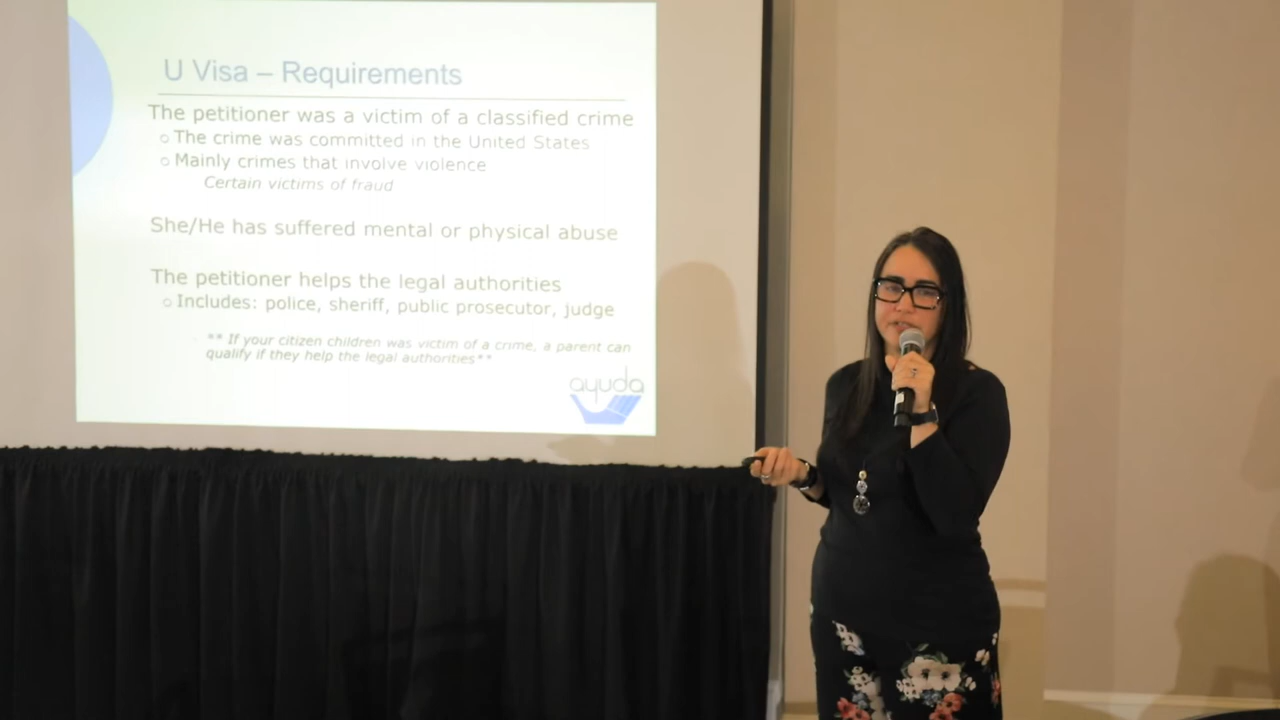 U Visa – Requirements
The petitioner was a victim of a classified crime
The crime was committed in the United States
Mainly crimes that involve violence
Certain victims of fraud
She/He has suffered mental or physical abuse
The petitioner helps the legal authorities
Includes: police, sheriff, public prosecutor, judge
** If your citizen children was victim of a crime, a parent can
qualify if they help the legal authorities**
ayuda